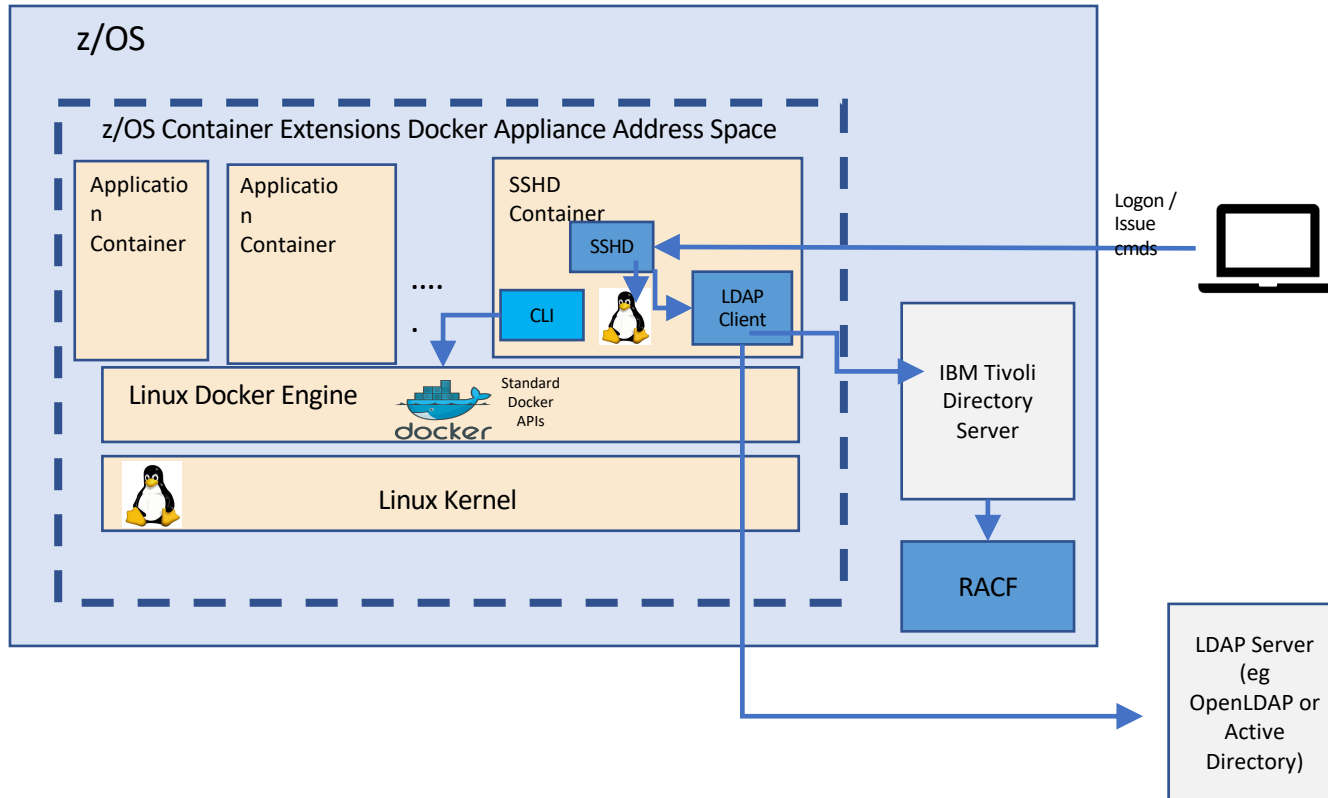 z/OS
z/OS Container Extensions Docker Appliance Address Space
Applicatio
n
Container
Applicatio
n
Container
....
.
SSHD
Container
SSHD
CLI
LDAP
Client
Logon /
Issue
cmds
Linux Docker Engine
docker
Standard
Docker
APIs
Linux Kernel
IBM Tivoli
Directory
Server
RACF
LDAP Server
(eg
OpenLDAP or
Active
Directory)